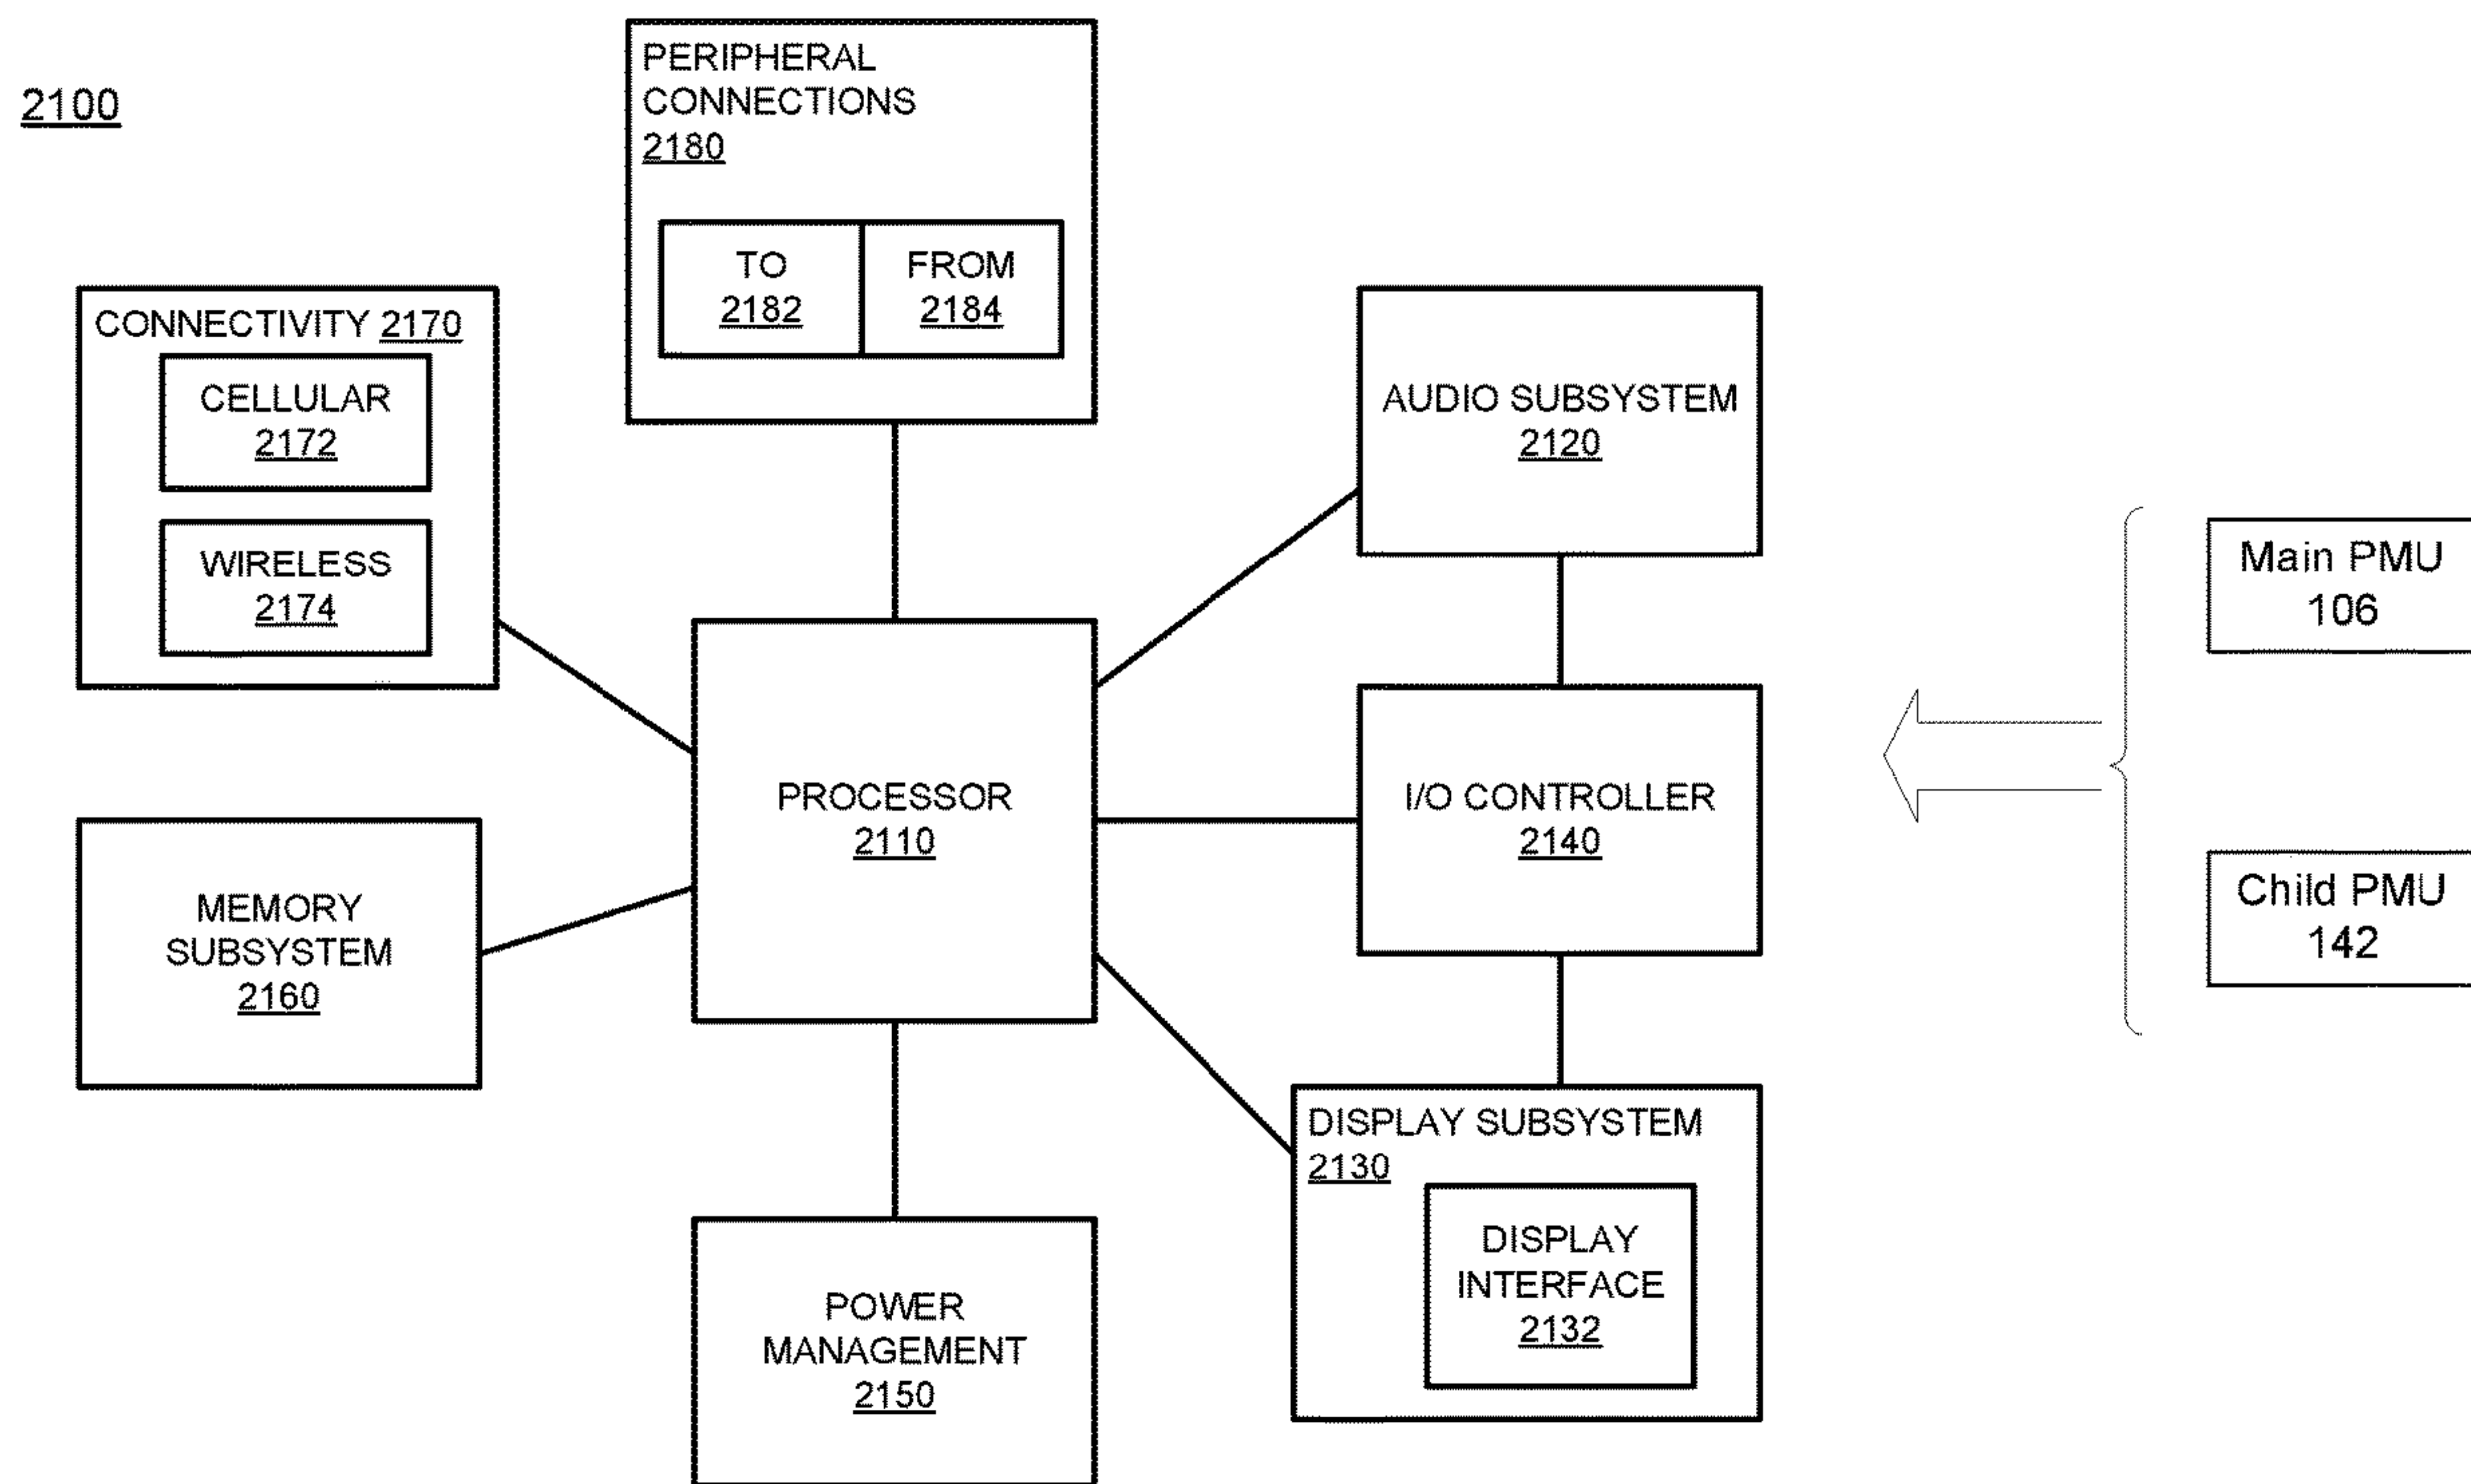 2100
PERIPHERAL
CONNECTIONS
2180
TO
2182
FROM
2184
CONNECTIVITY 2170
CELLULAR
2172
WIRELESS
2174
AUDIO SUBSYSTEM
2120
Main PMU
106
PROCESSOR
2110
I/O CONTROLLER
2140
MEMORY
SUBSYSTEM
2160
Child PMU
142
DISPLAY SUBSYSTEM
2130
DISPLAY
INTERFACE
2132
POWER
MANAGEMENT
2150